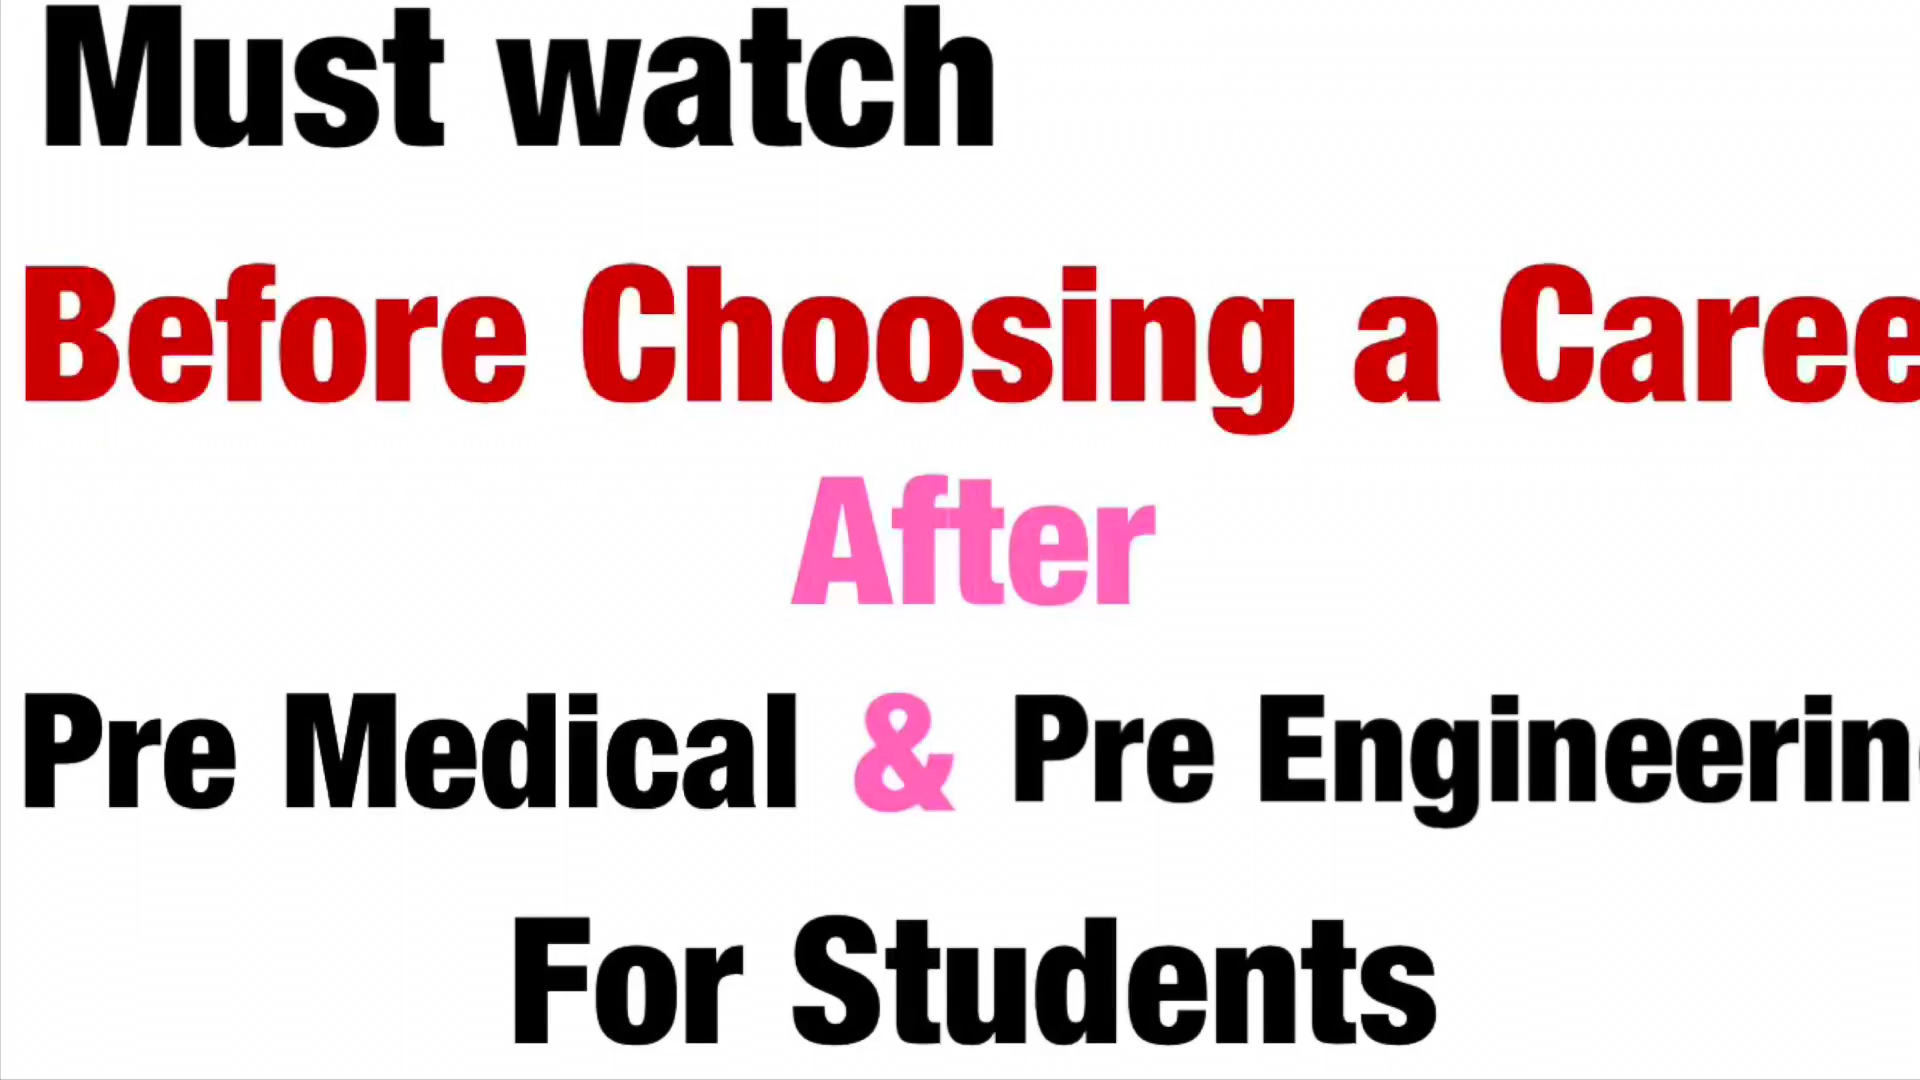 Must watch
Before Choosing a Caree
After
Pre Medical & Pre Engineerin
For Students